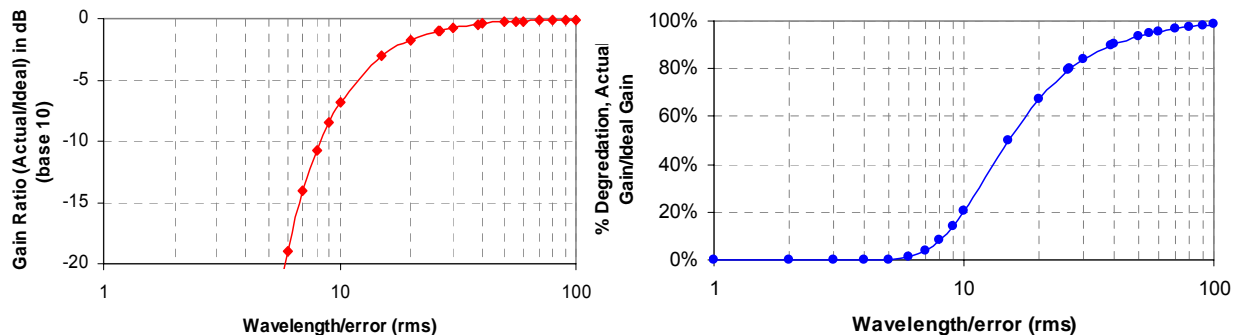 Gain Ratio (Actual/Ideal) in dB
(base 10)
0
-5
-10
-15
-20
1
10
100
Wavelength/error (rms)
% Degredation, Actual
Gain/Ideal Gain
100%
80%
60%
40%
20%
0%
1
10
100
Wavelength/error (rms)